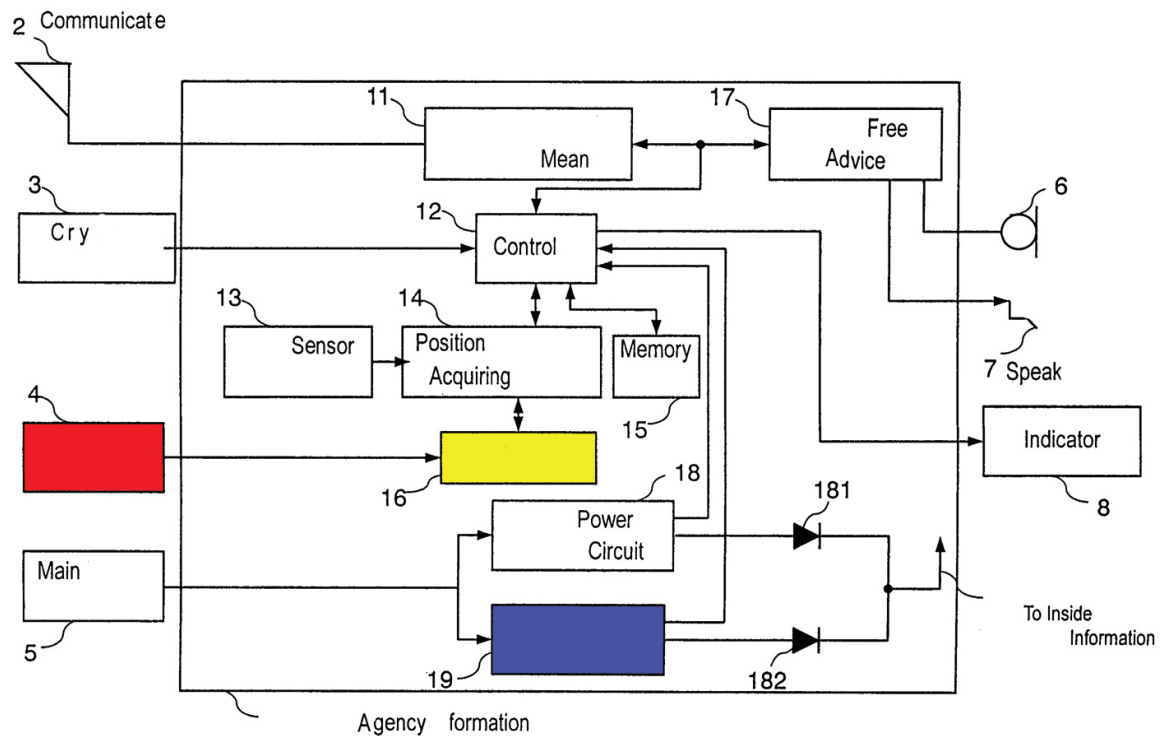 2 Communicate
11
17
Mean
Free
Advice
3
Cry
12
Control
6
13
Sensor
14
Position
Acquiring
Memory
15
7 Speak
4
16
Indicator
8
18
Power
Circuit
181
Main
5
19
182
To Inside
Information
Agency formation